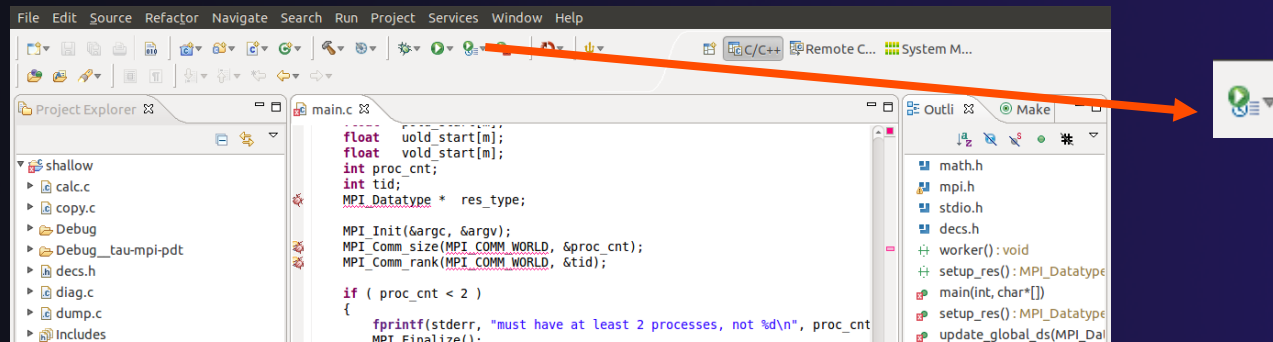 File Edit Source Refactor Navigate Search Run Project Services Window Help
C/C++ Remote C... System M...
Project Explorer
main.c
Outli Make
float uold_start[m];
float vold_start[m];
int proc_cnt;
int tid;
MPI_Datatype * res_type;
MPI_Init(&argc, &argv);
MPI_Comm_size(MPI_COMM_WORLD, &proc_cnt);
MPI_Comm_rank(MPI_COMM_WORLD, &tid);
if ( proc_cnt < 2 )
{
fprintf(stderr, "must have at least 2 processes, not %d\n", proc_cnt
MPI_Finalize();
shallow
calc.c
copy.c
Debug
Debug__tau-mpi-pdt
decs.h
diag.c
dump.c
Includes
math.h
mpi.h
stdio.h
decs.h
worker() : void
setup_res() : MPI_Datatype
main(int, char*[])
setup_res() : MPI_Datatype
update_global_ds(MPI_Dat